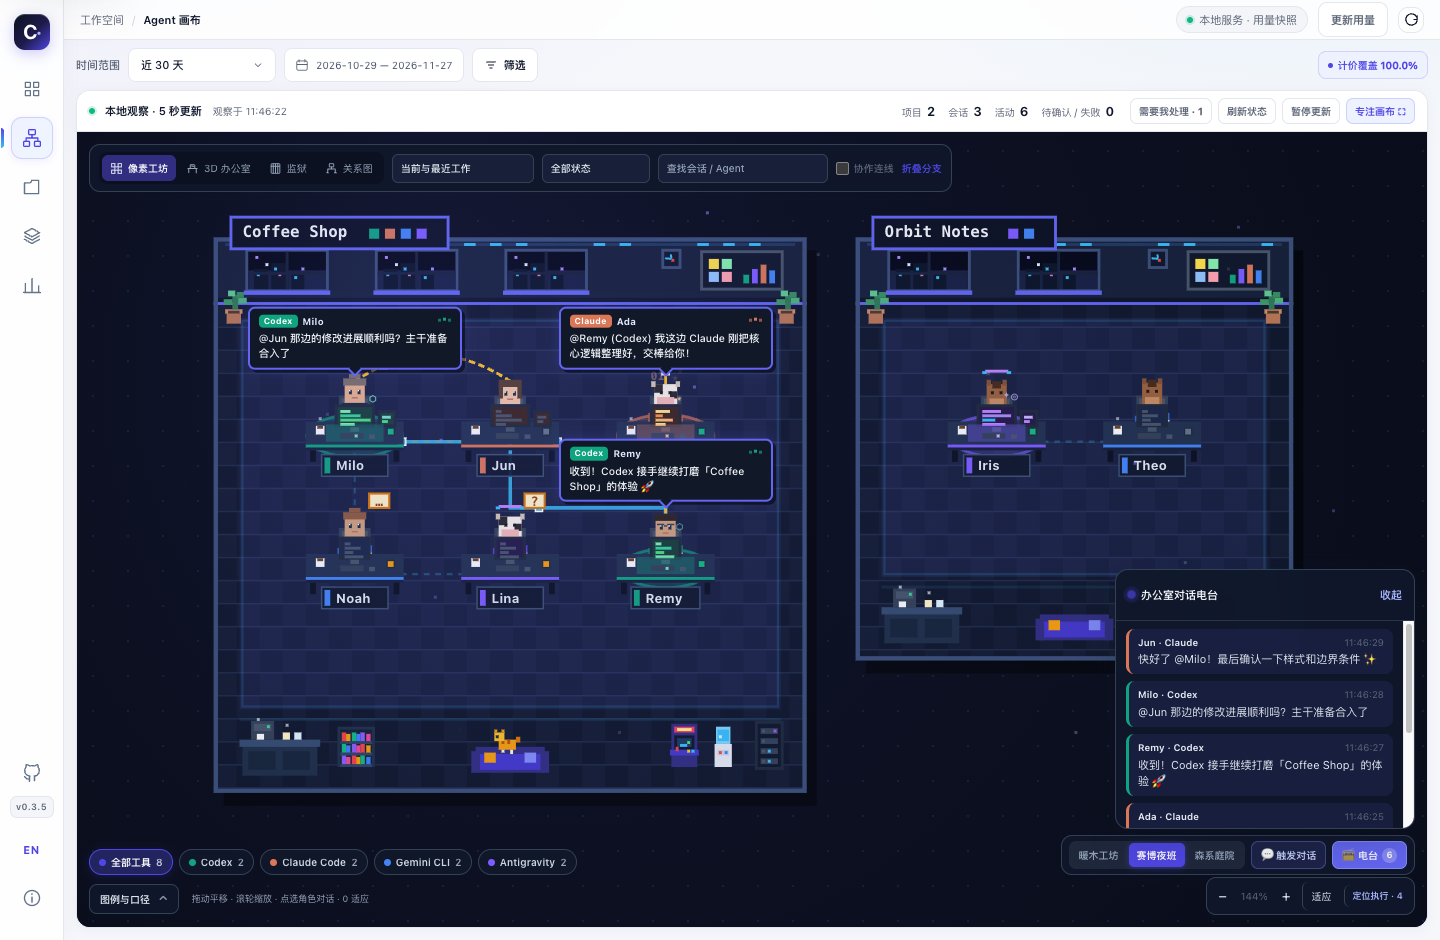 C
工作空间 / Agent 画布
本地服务 · 用量快照
更新用量
时间范围
近 30 天
2026-10-29 — 2026-11-27
筛选
计价覆盖 100.0%
本地观察 · 5 秒更新
观察于 11:46:22
项目 2
会话 3
活动 6
待确认 / 失败 0
需要我处理 · 1
刷新状态
暂停更新
专注画布
像素工坊
3D 办公室
监狱
关系图
当前与最近工作
全部状态
查找会话 / Agent
协作连线
折叠分支
Coffee Shop
Orbit Notes
Codex Milo
@Jun 那边的修改进展顺利吗？主干准备
合入了
Claude Ada
@Remy (Codex) 我这边 Claude 刚把核
心逻辑整理好，交棒给你！
Milo
Jun
Codex Remy
收到！Codex 接手继续打磨「Coffee
Shop」的体验 🚀
Iris
Theo
...
?
Noah
Lina
Remy
办公室对话电台
收起
Jun · Claude 11:46:29
快好了 @Milo！最后确认一下样式和边界条件 ✨
Milo · Codex 11:46:28
@Jun 那边的修改进展顺利吗？主干准备合入了
Remy · Codex 11:46:27
收到！Codex 接手继续打磨「Coffee Shop」的体
验 🚀
Ada · Claude 11:46:25
v0.3.5
EN
全部工具 8
Codex 2
Claude Code 2
Gemini CLI 2
Antigravity 2
暖木工坊
赛博夜班
森系庭院
💬 触发对话
📻 电台 6
图例与口径
拖动平移 · 滚轮缩放 · 点选角色对话 · 0 适应
− 144% +
适应
定位执行 · 4